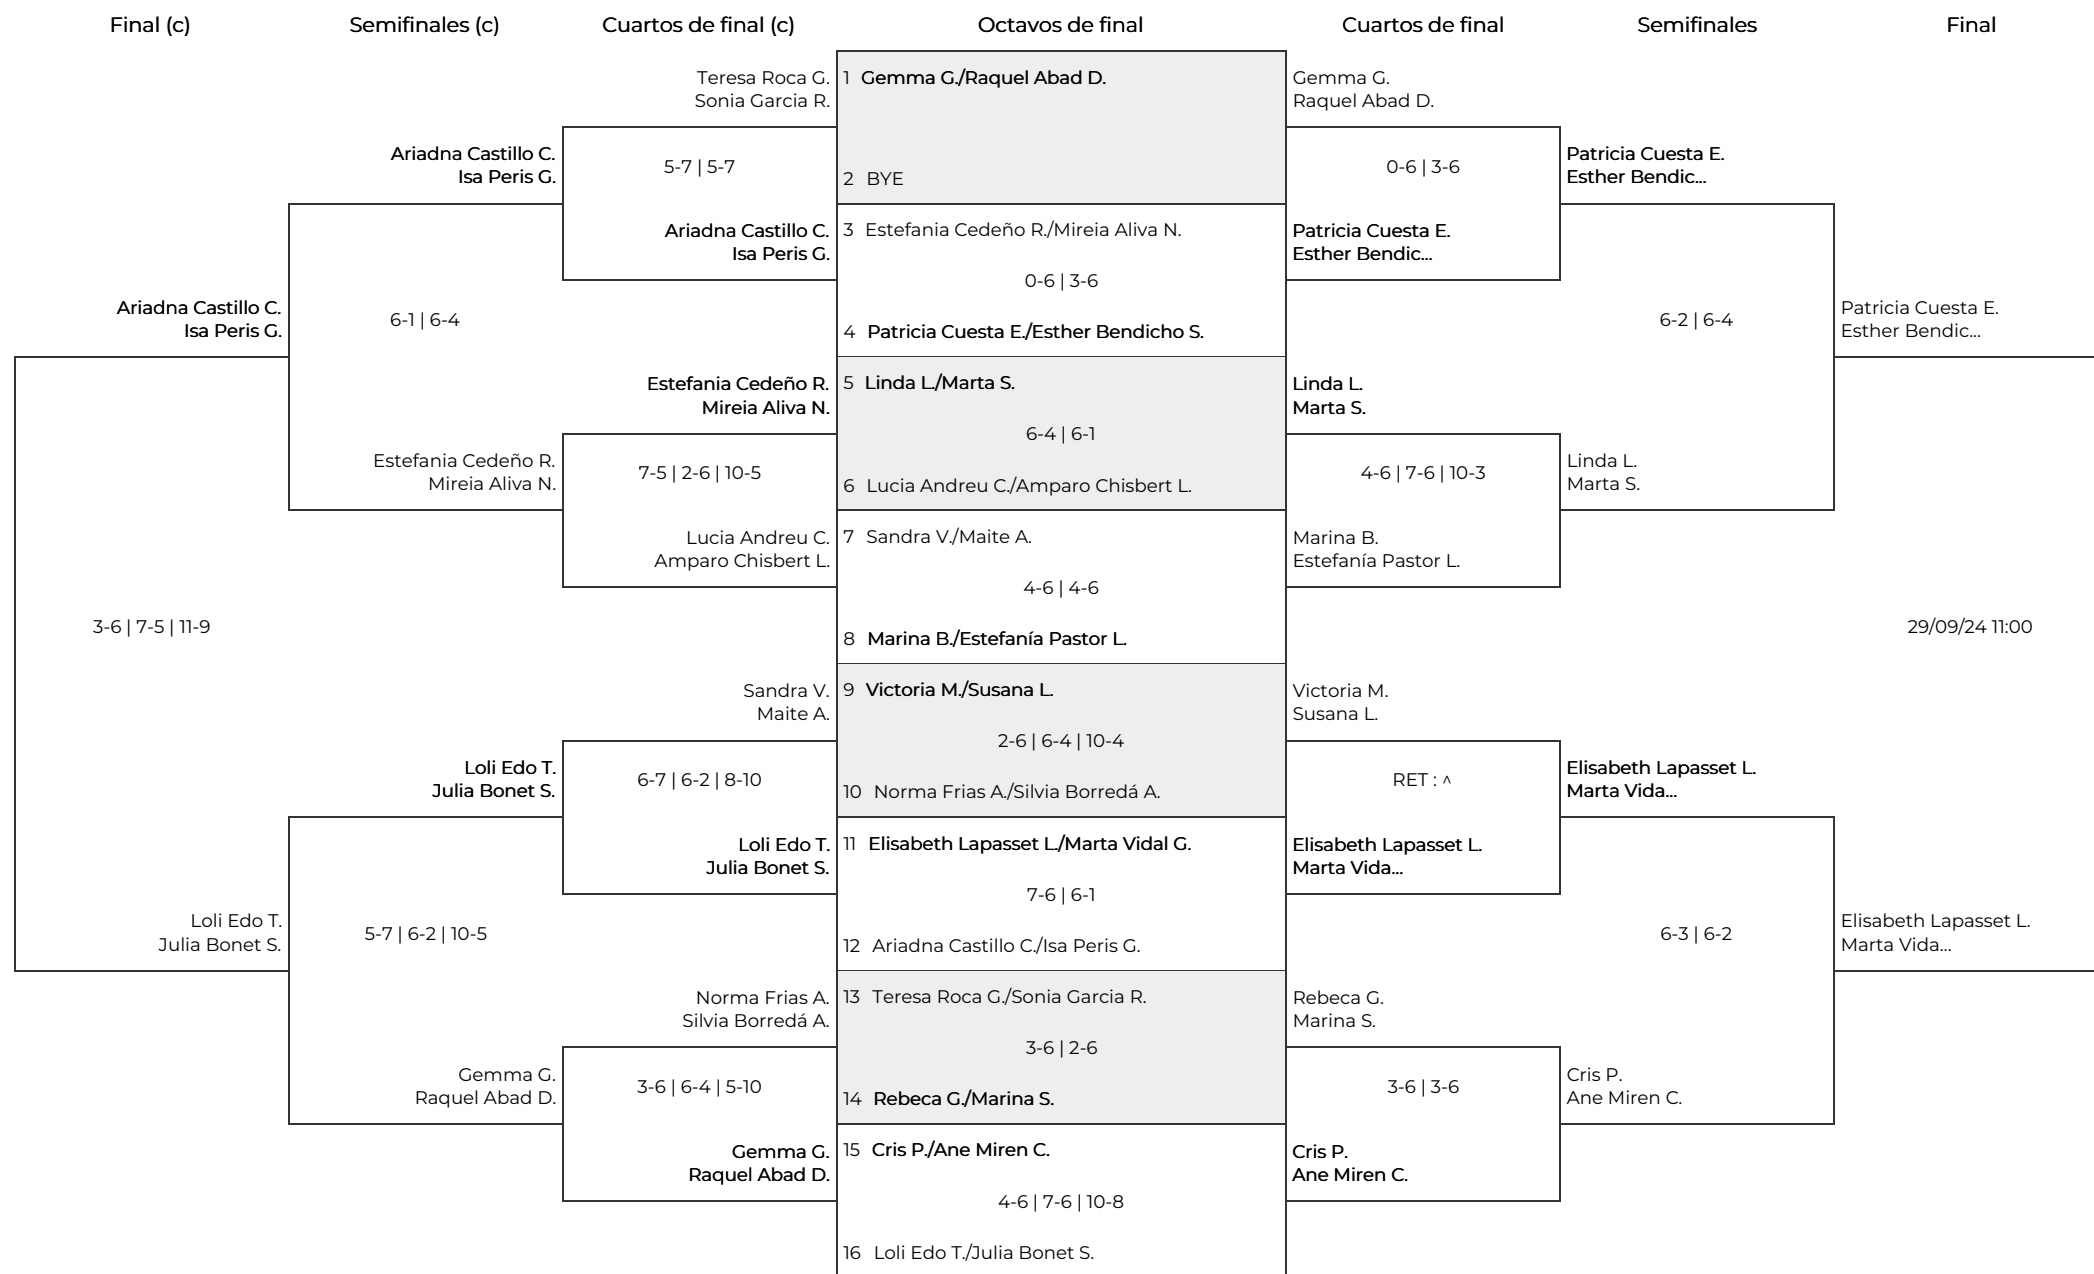 Final (c)
Semifinales (c)
Cuartos de final (c)
Octavos de final
Cuartos de final
Semifinales
Final
Ariadna Castillo C.
Isa Peris G.
3-6 | 7-5 | 11-9
Loli Edo T.
Julia Bonet S.
Ariadna Castillo C.
Isa Peris G.
6-1 | 6-4
Estefania Cedeño R.
Mireia Aliva N.
Loli Edo T.
Julia Bonet S.
5-7 | 6-2 | 10-5
Gemma G.
Raquel Abad D.
Teresa Roca G.
Sonia Garcia R.
5-7 | 5-7
Ariadna Castillo C.
Isa Peris G.
Estefania Cedeño R.
Mireia Aliva N.
7-5 | 2-6 | 10-5
Lucia Andreu C.
Amparo Chisbert L.
Sandra V.
Maite A.
6-7 | 6-2 | 8-10
Loli Edo T.
Julia Bonet S.
Norma Frias A.
Silvia Borredá A.
3-6 | 6-4 | 5-10
Gemma G.
Raquel Abad D.
1 Gemma G./Raquel Abad D.
2 BYE
3 Estefania Cedeño R./Mireia Aliva N.
0-6 | 3-6
4 Patricia Cuesta E./Esther Bendicho S.
5 Linda L./Marta S.
6-4 | 6-1
6 Lucia Andreu C./Amparo Chisbert L.
7 Sandra V./Maite A.
4-6 | 4-6
8 Marina B./Estefanía Pastor L.
9 Victoria M./Susana L.
2-6 | 6-4 | 10-4
10 Norma Frias A./Silvia Borredá A.
11 Elisabeth Lapasset L./Marta Vidal G.
7-6 | 6-1
12 Ariadna Castillo C./Isa Peris G.
13 Teresa Roca G./Sonia Garcia R.
3-6 | 2-6
14 Rebeca G./Marina S.
15 Cris P./Ane Miren C.
4-6 | 7-6 | 10-8
16 Loli Edo T./Julia Bonet S.
Gemma G.
Raquel Abad D.
0-6 | 3-6
Patricia Cuesta E.
Esther Bendic...
Linda L.
Marta S.
4-6 | 7-6 | 10-3
Marina B.
Estefanía Pastor L.
Victoria M.
Susana L.
RET : ^
Elisabeth Lapasset L.
Marta Vida...
Rebeca G.
Marina S.
3-6 | 3-6
Cris P.
Ane Miren C.
Patricia Cuesta E.
Esther Bendic...
6-2 | 6-4
Linda L.
Marta S.
Elisabeth Lapasset L.
Marta Vida...
6-3 | 6-2
Cris P.
Ane Miren C.
Patricia Cuesta E.
Esther Bendic...
29/09/24 11:00
Elisabeth Lapasset L.
Marta Vida...